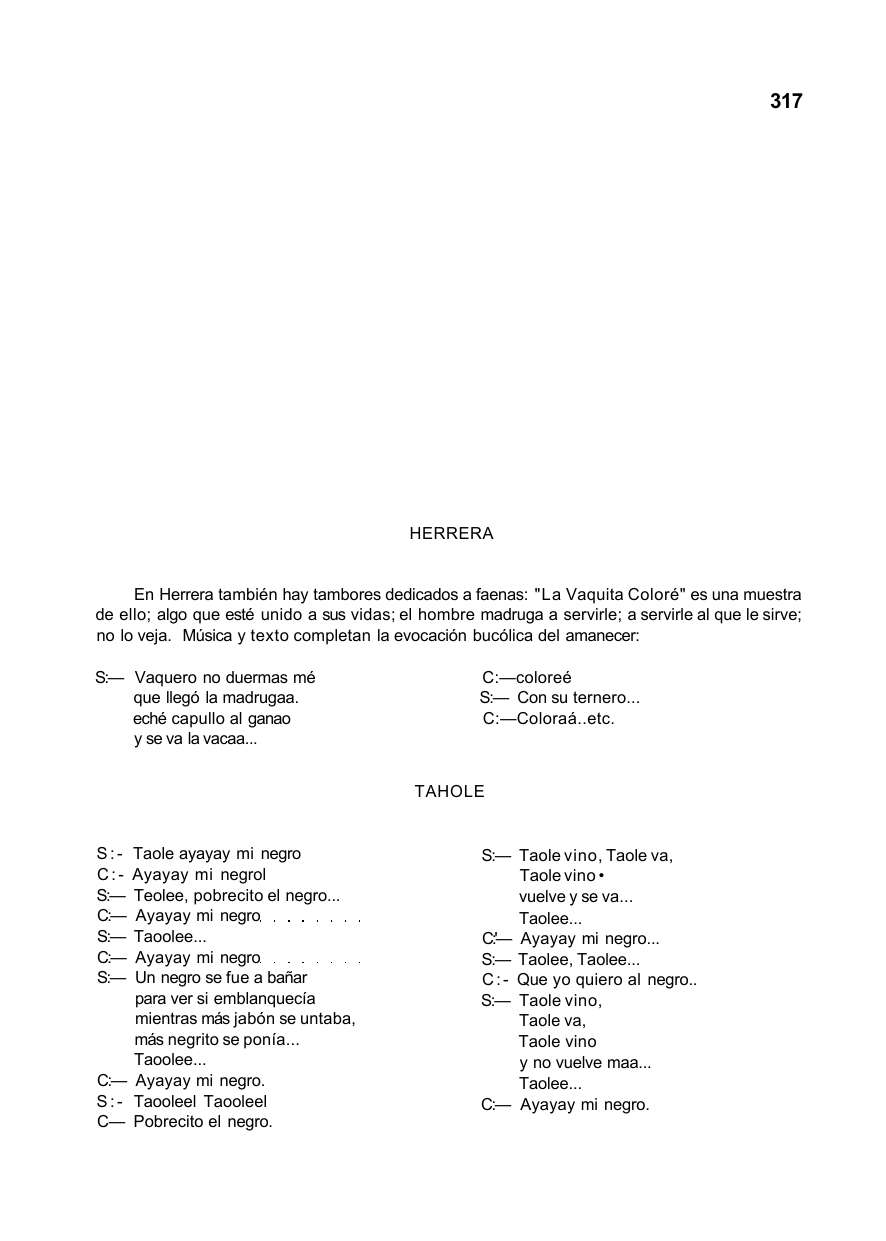 317
HERRERA
En Herrera también hay tambores dedicados a faenas: "La Vaquita Coloré" es una muestra
de ello; algo que esté unido a sus vidas; el hombre madruga a servirle; a servirle al que le sirve;
no lo veja. Música y texto completan la evocación bucólica del amanecer:
S:— Vaquero no duermas mé
que llegó la madrugaa.
eché capullo al ganao
y se va la vacaa...
C:—coloreé
S:— Con su ternero...
C:—Coloraá..etc.
TAHOLE
S:- Taole ayayay mi negro
C:- Ayayay mi negrol
S:— Teolee, pobrecito el negro...
C:— Ayayay mi negro. . . . . . . .
S:— Taoolee...
C:— Ayayay mi negro. . . . . . . .
S:— Un negro se fue a bañar
para ver si emblanquecía
mientras más jabón se untaba,
más negrito se ponía...
Taoolee...
C:— Ayayay mi negro.
S:- Taooleel Taooleel
C— Pobrecito el negro.
S:— Taole vino, Taole va,
Taole vino •
vuelve y se va...
Taolee...
C:'— Ayayay mi negro...
S:— Taolee, Taolee...
C:- Que yo quiero al negro..
S:— Taole vino,
Taole va,
Taole vino
y no vuelve maa...
Taolee...
C:— Ayayay mi negro.